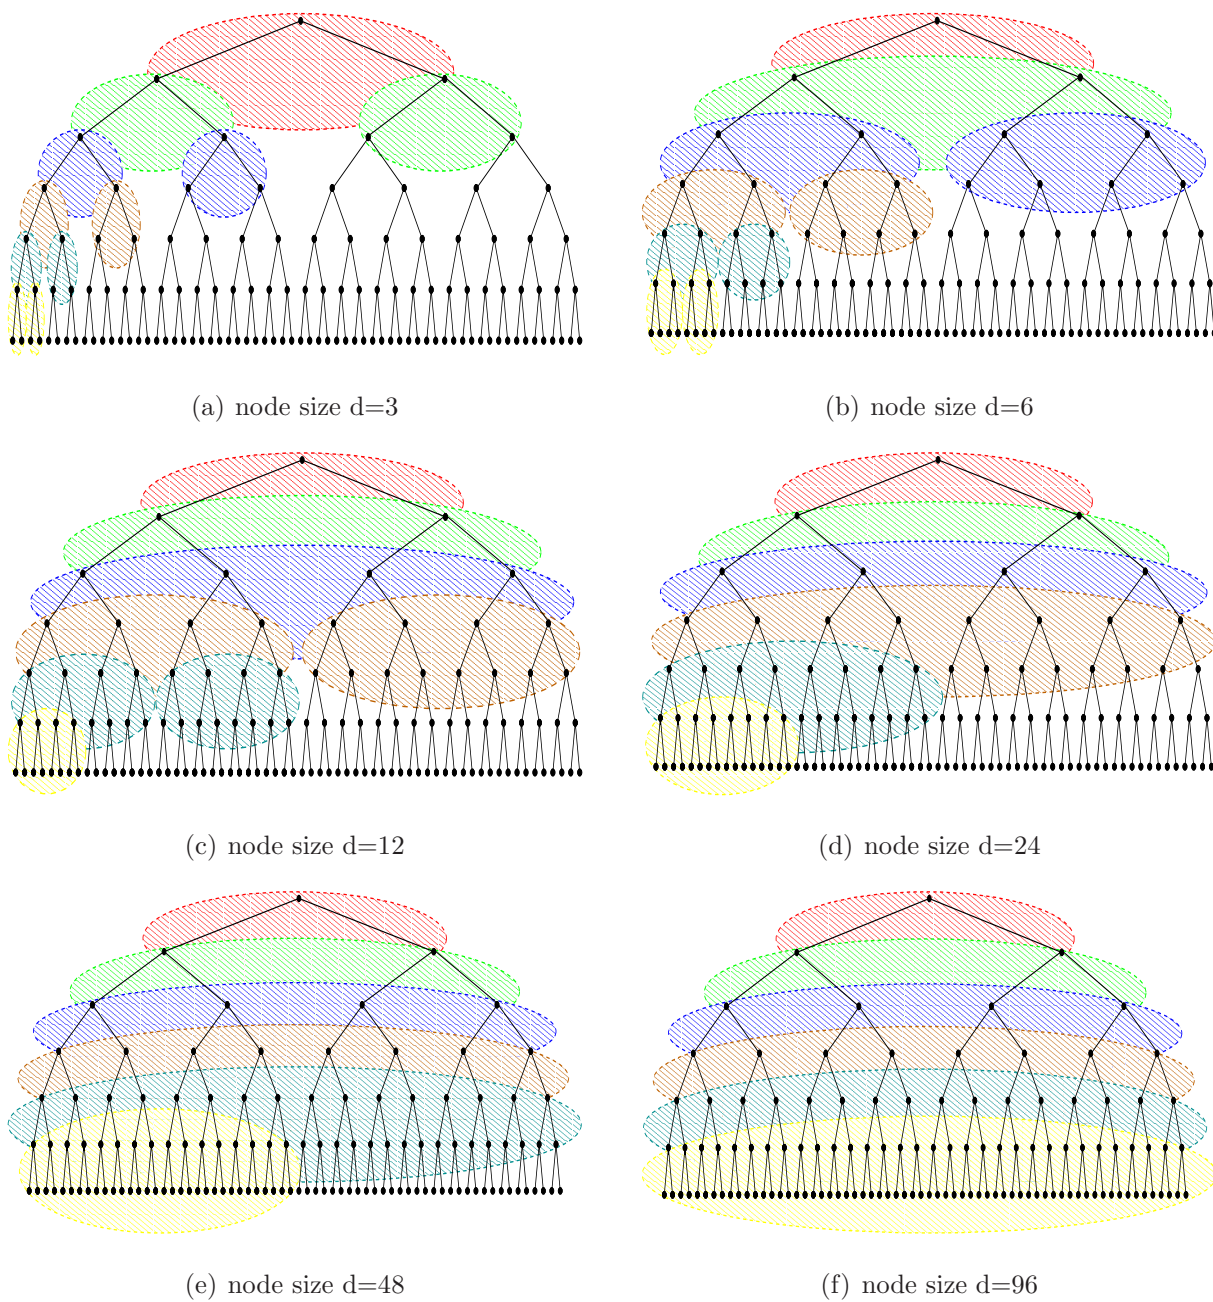 (a) node size d=3
(b) node size d=6
(c) node size d=12
(d) node size d=24
(e) node size d=48
(f) node size d=96